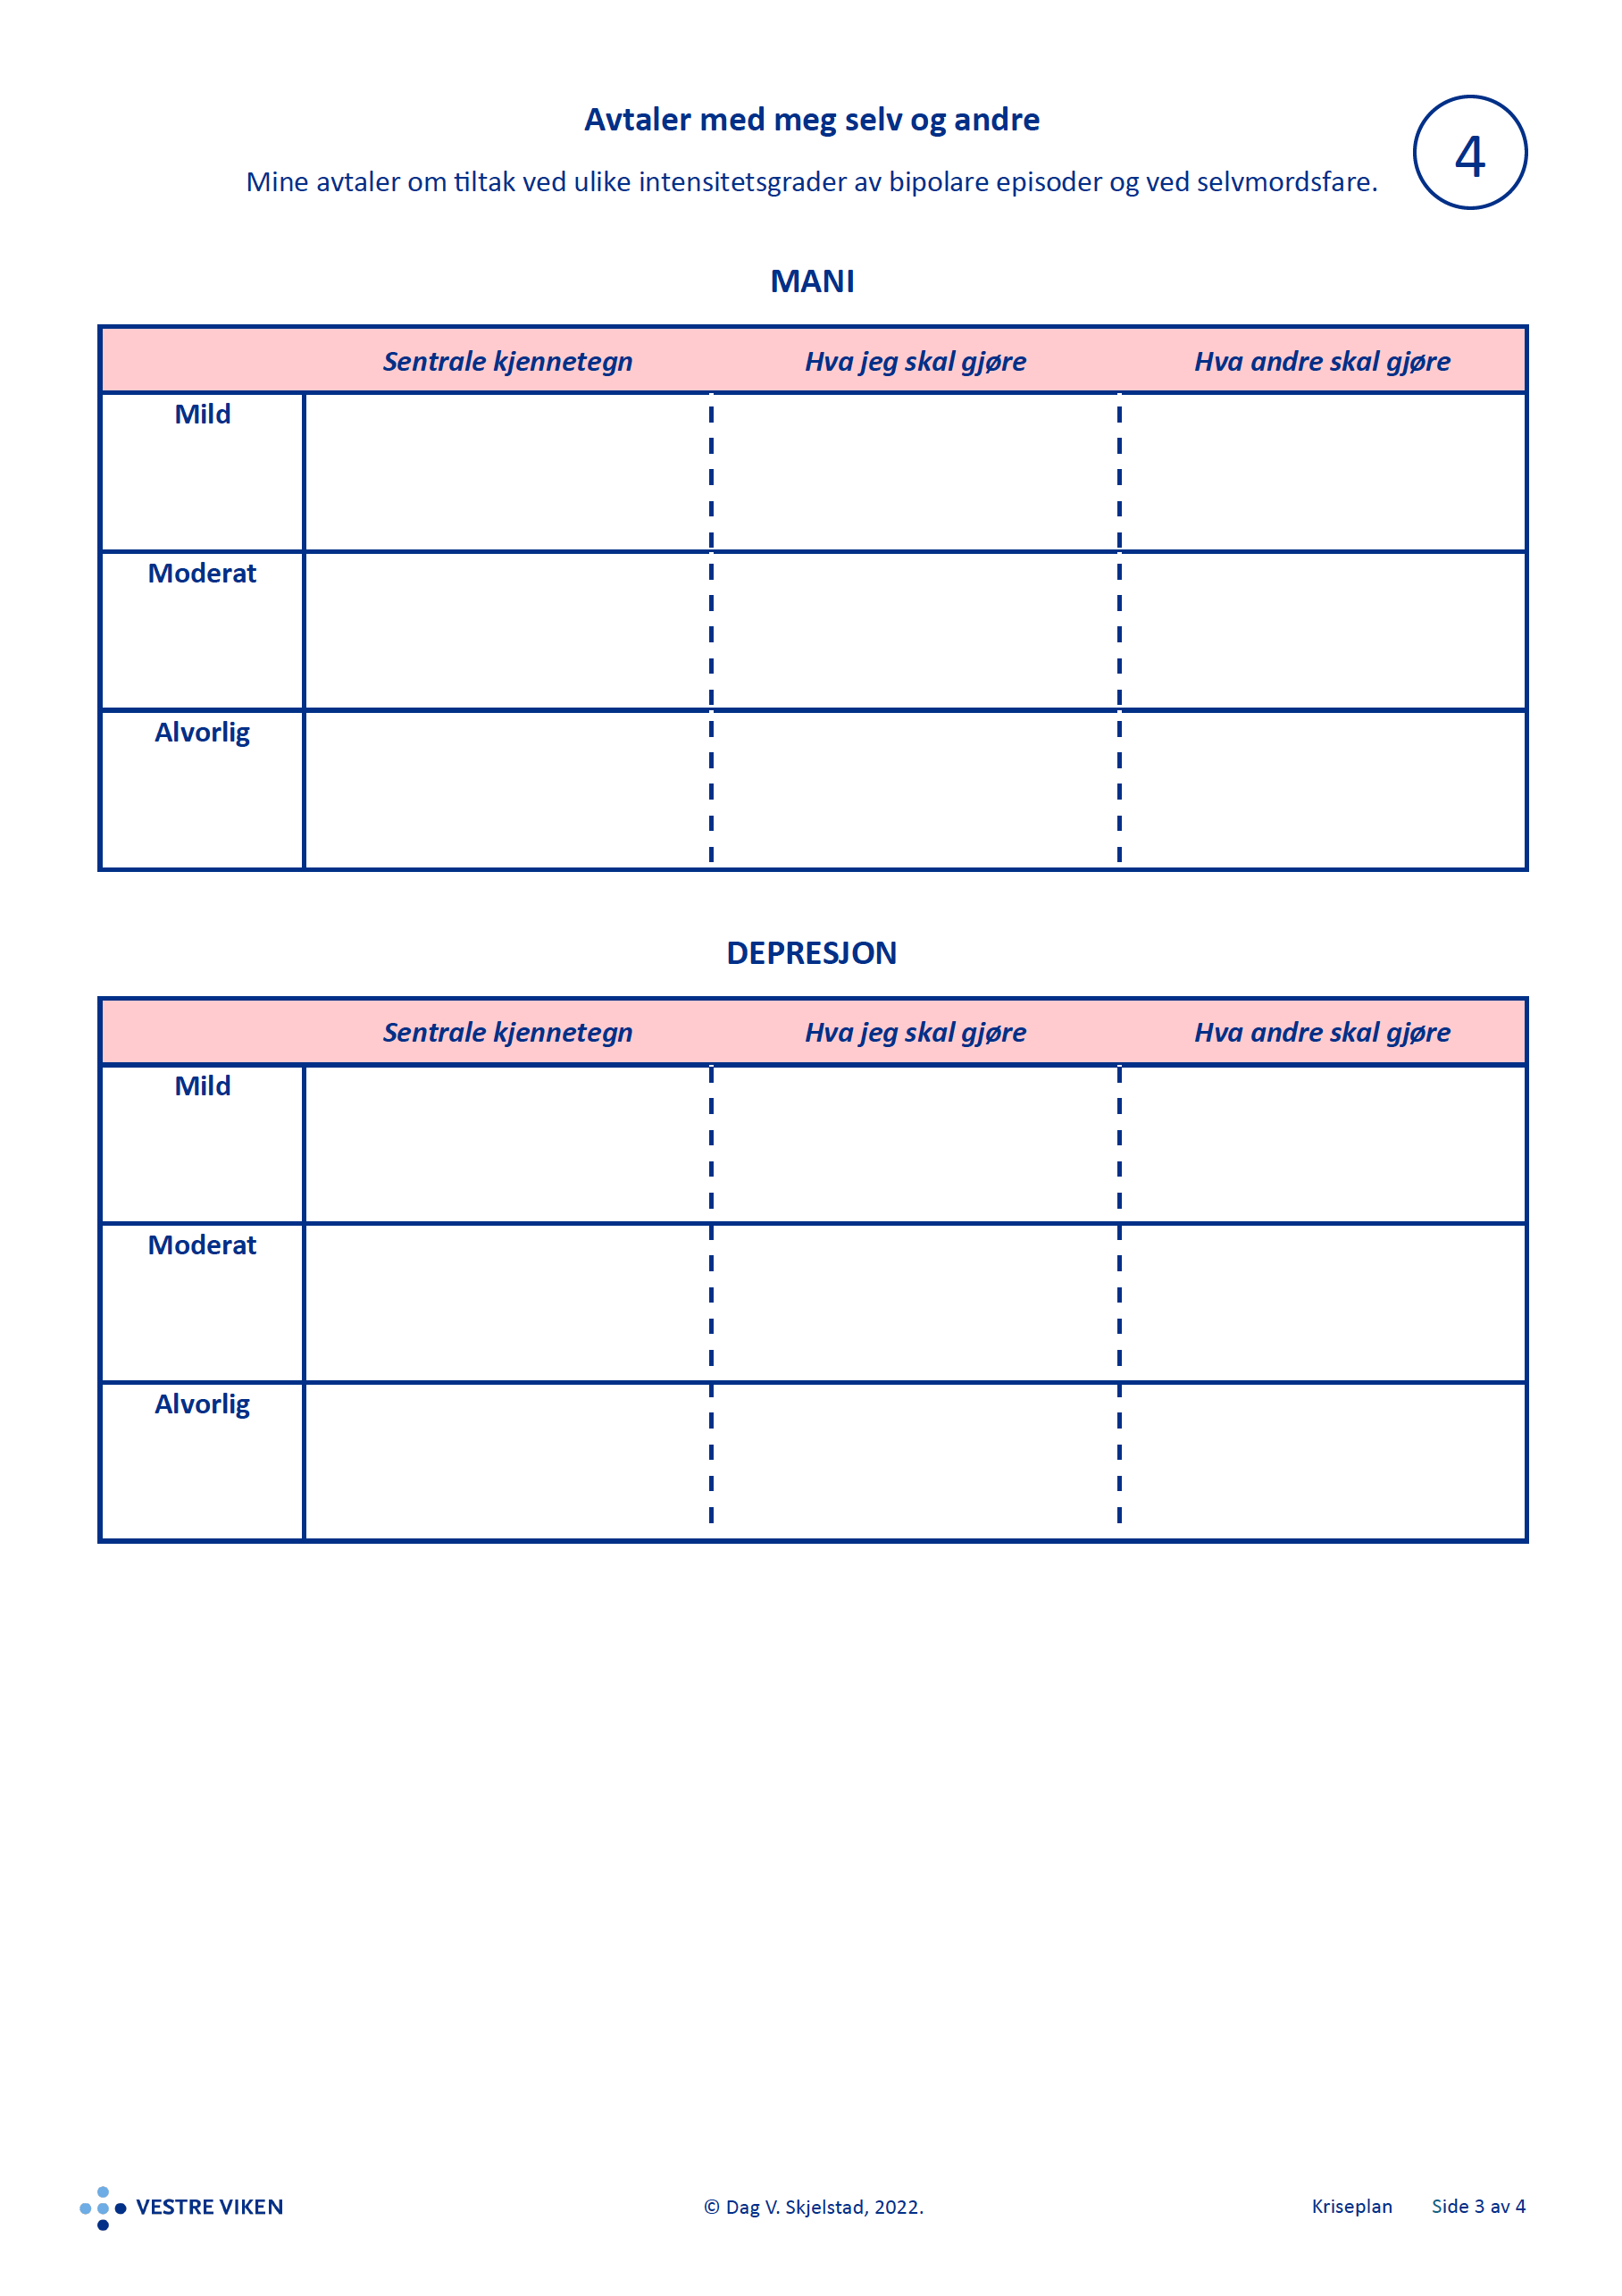 Avtaler med meg selv og andre
4
Mine avtaler om tiltak ved ulike intensitetsgrader av bipolare episoder og ved selvmordsfare.
MANI
Sentrale kjennetegn Hva jeg skal gjøre Hva andre skal gjøre
Mild
Moderat
Alvorlig
DEPRESJON
Sentrale kjennetegn Hva jeg skal gjøre Hva andre skal gjøre
Mild
Moderat
Alvorlig
VESTRE VIKEN © Dag V. Skjelstad, 2022. Kriseplan Side 3 av 4